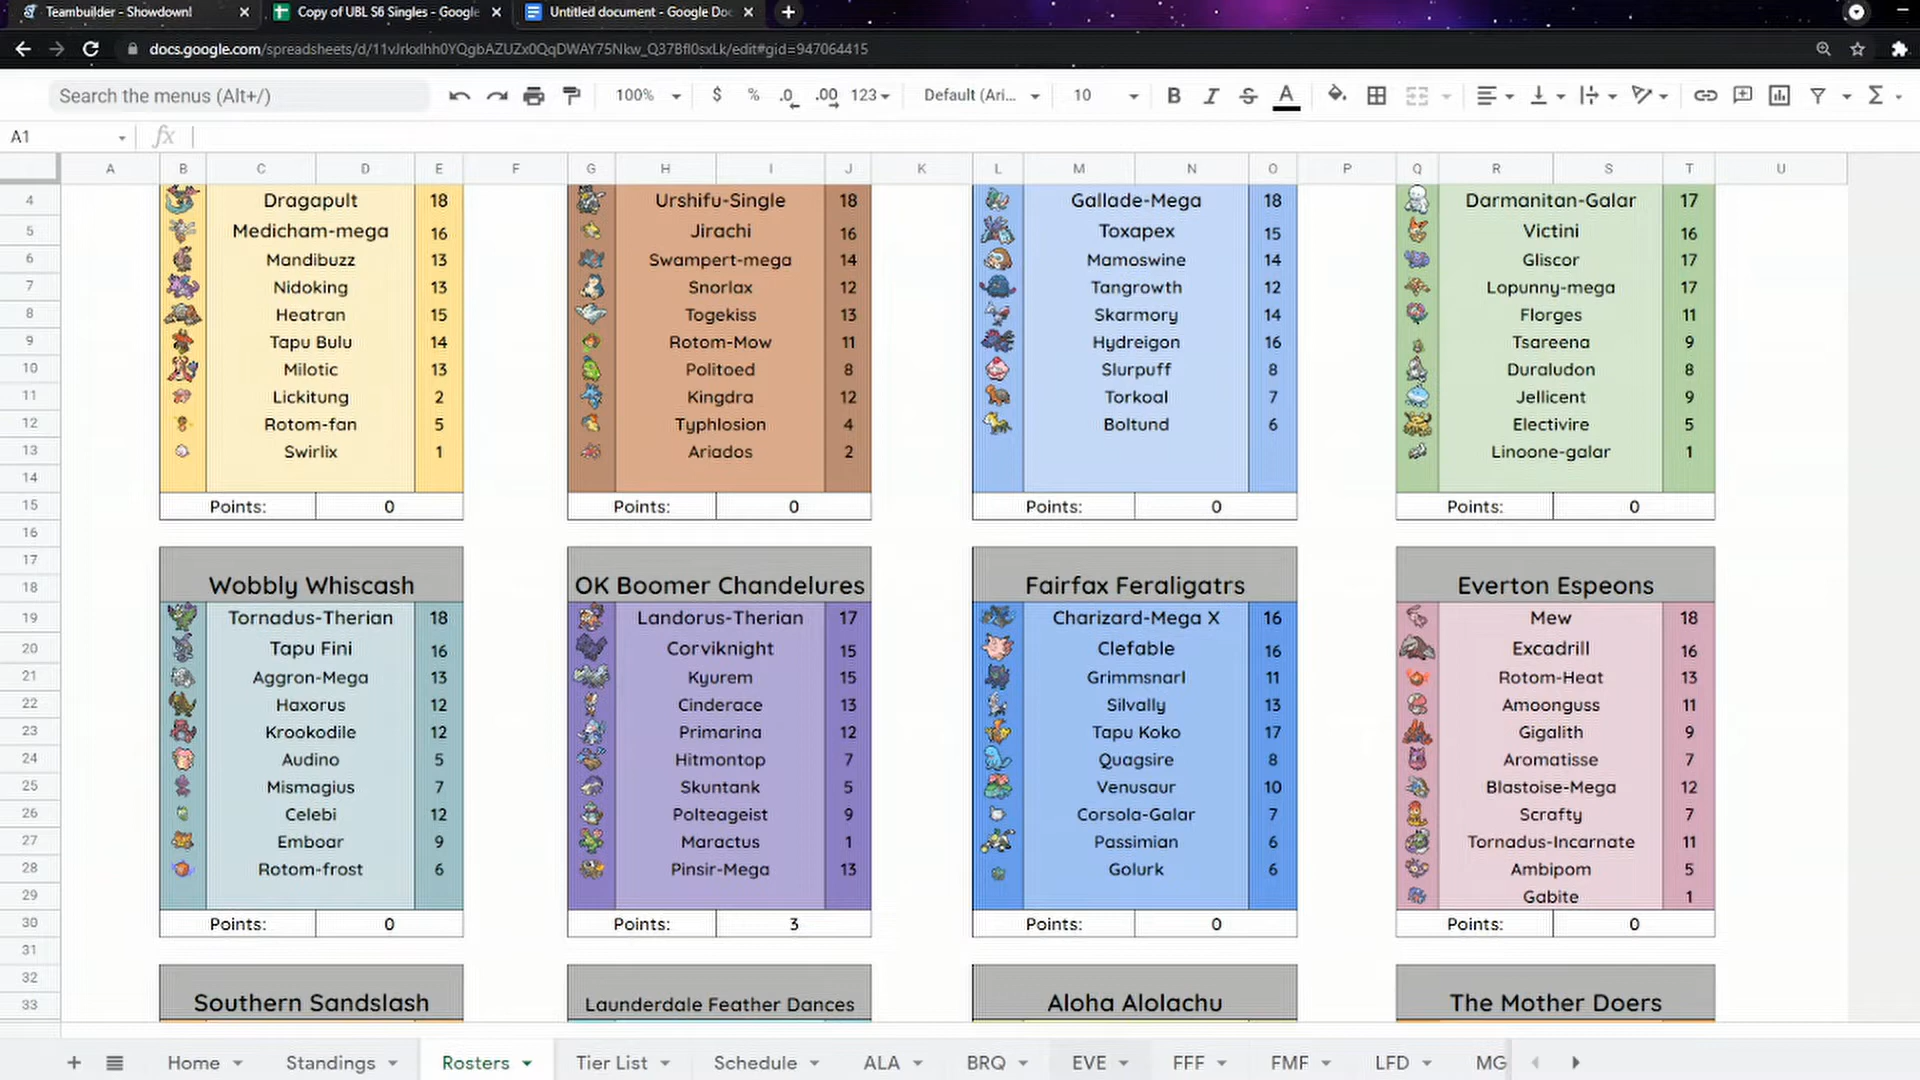 Teambuilder - Showdown!
Copy of UBL S6 Singles - Google
Untitled document - Google Doc
docs.google.com/spreadsheets/d/11vJrkxlhh0YQgbAZUZx0QqDWAY75Nkw_Q37Bfl0sxLk/edit#gid=947064415
Search the menus (Alt+/)
100% $ % .0 .00 123 Default (Ari... 10 B I S A Σ
A1 fx
A B C D E F G H I J K L M N O P Q R S T U
4 Dragapult 18 Urshifu-Single 18 Gallade-Mega 18 Darmanitan-Galar 17
5 Medicham-mega 16 Jirachi 16 Toxapex 15 Victini 16
6 Mandibuzz 13 Swampert-mega 14 Mamoswine 14 Gliscor 17
7 Nidoking 13 Snorlax 12 Tangrowth 12 Lopunny-mega 17
8 Heatran 15 Togekiss 13 Skarmory 14 Florges 11
9 Tapu Bulu 14 Rotom-Mow 11 Hydreigon 16 Tsareena 9
10 Milotic 13 Politoed 8 Slurpuff 8 Duraludon 8
11 Lickitung 2 Kingdra 12 Torkoal 7 Jellicent 9
12 Rotom-fan 5 Typhlosion 4 Boltund 6 Electivire 5
13 Swirlix 1 Ariados 2 Linoone-galar 1
14
15 Points: 0 Points: 0 Points: 0 Points: 0
16
17
18 Wobbly Whiscash OK Boomer Chandelures Fairfax Feraligatrs Everton Espeons
19 Tornadus-Therian 18 Landorus-Therian 17 Charizard-Mega X 16 Mew 18
20 Tapu Fini 16 Corviknight 15 Clefable 16 Excadrill 16
21 Aggron-Mega 13 Kyurem 15 Grimmsnarl 11 Rotom-Heat 13
22 Haxorus 12 Cinderace 13 Silvally 13 Amoonguss 11
23 Krookodile 12 Primarina 12 Tapu Koko 17 Gigalith 9
24 Audino 5 Hitmontop 7 Quagsire 8 Aromatisse 7
25 Mismagius 7 Skuntank 5 Venusaur 10 Blastoise-Mega 12
26 Celebi 12 Polteageist 9 Corsola-Galar 7 Scrafty 7
27 Emboar 9 Maractus 1 Passimian 6 Tornadus-Incarnate 11
28 Rotom-frost 6 Pinsir-Mega 13 Golurk 6 Ambipom 5
29 Gabite 1
30 Points: 0 Points: 3 Points: 0 Points: 0
31
32
33 Southern Sandslash Launderdale Feather Dances Aloha Alolachu The Mother Doers
+ Home Standings Rosters Tier List Schedule ALA BRQ EVE FFF FMF LFD MG